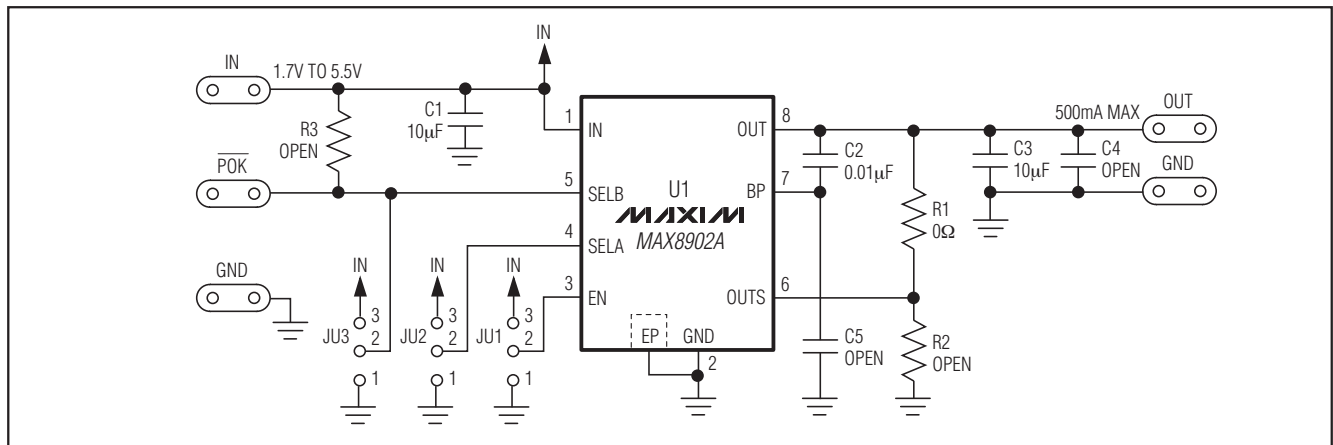 IN
IN
1.7V TO 5.5V
C1
10µF
R3
OPEN
POK
GND
IN
IN
IN
JU3
3
2
1
JU2
3
2
1
JU1
3
2
1
1
IN
5
SELB
4
SELA
3
EN
U1
MAXIM
MAX8902A
EP
GND
2
OUT
8
BP
7
OUTS
6
C2
0.01µF
C5
OPEN
R1
0Ω
R2
OPEN
C3
10µF
C4
OPEN
500mA MAX
OUT
GND